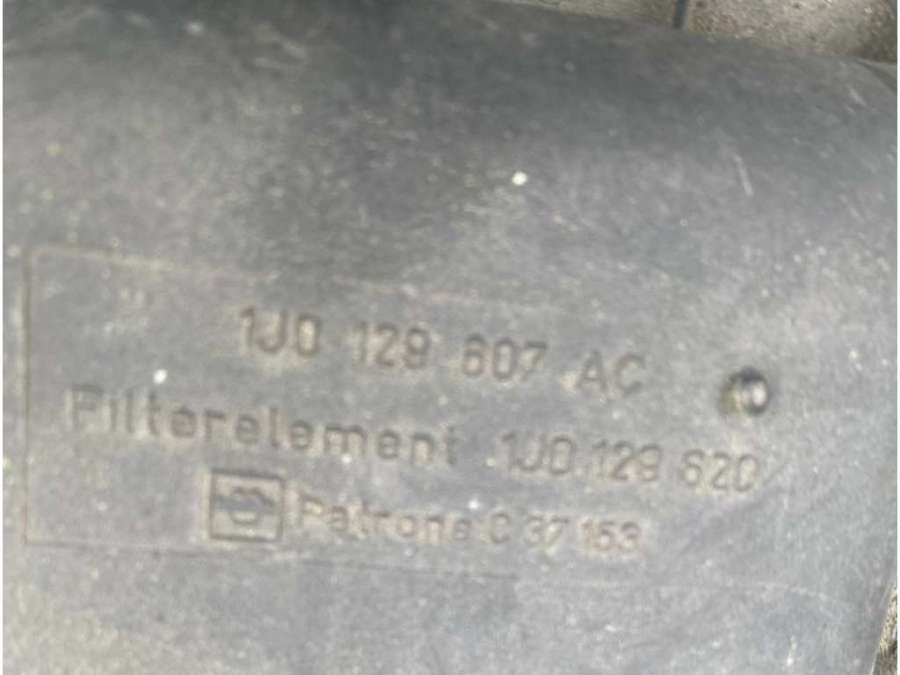 1J0 129 607 AC
Filterelement 1J0 129 620
Patrone C 37 153